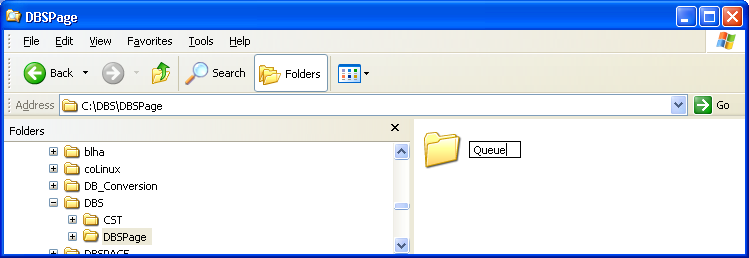 DBSPage
File Edit View Favorites Tools Help
Back Search Folders
Address C:\DBS\DBSPage Go
Folders
blha
coLinux
DB_Conversion
DBS
CST
DBSPage
DBSPACE
Queue